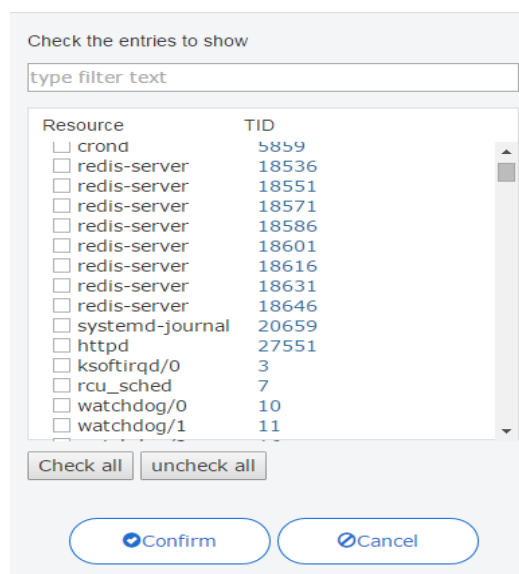 Check the entries to show
type filter text
Resource TID
crond 5859
redis-server 18536
redis-server 18551
redis-server 18571
redis-server 18586
redis-server 18601
redis-server 18616
redis-server 18631
redis-server 18646
systemd-journal 20659
httpd 27551
ksoftirqd/0 3
rcu_sched 7
watchdog/0 10
watchdog/1 11
Check all uncheck all
Confirm Cancel